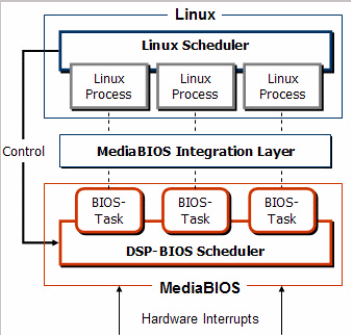 Linux
Linux Scheduler
Linux Process
Linux Process
Linux Process
Control
MediaBIOS Integration Layer
BIOS-Task
BIOS-Task
BIOS-Task
DSP-BIOS Scheduler
MediaBIOS
Hardware Interrupts